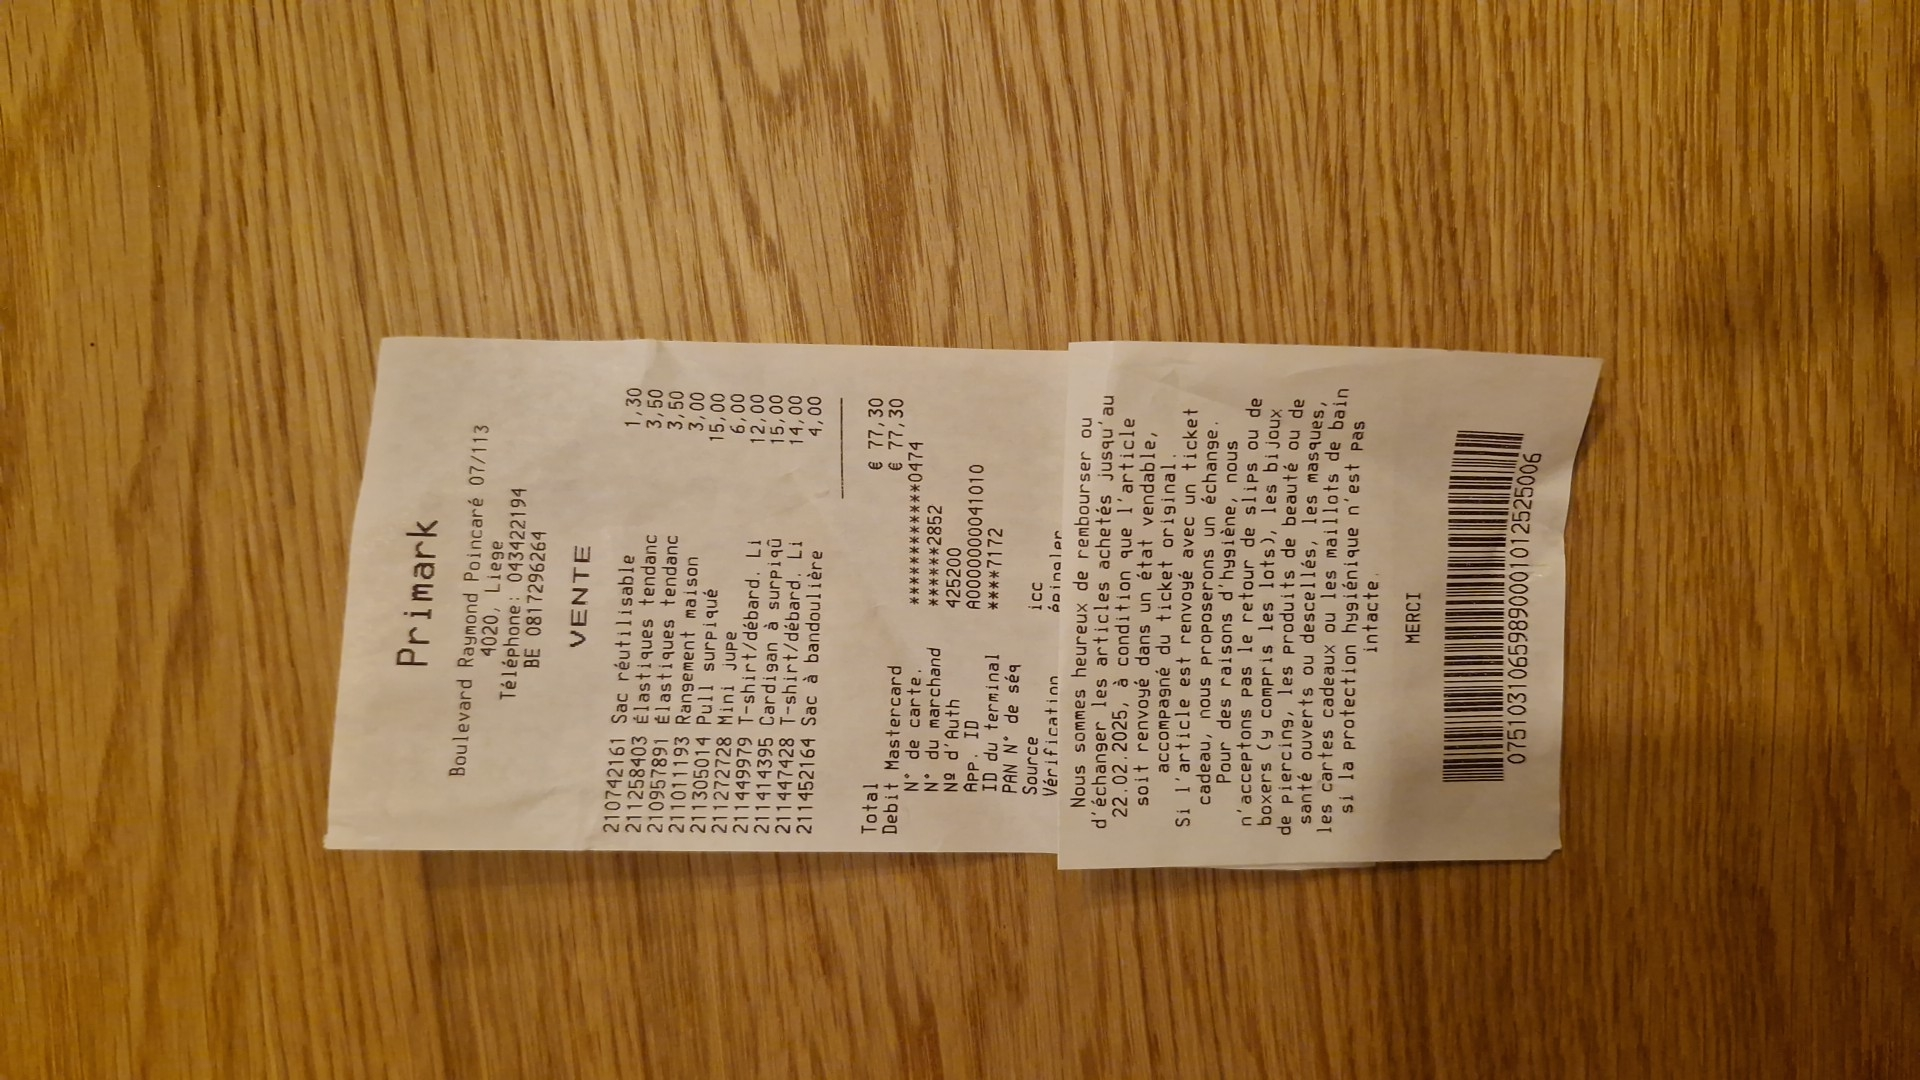 Primark
Boulevard Raymond Poincaré 07/113
4020, Liege
Téléphone: 043422194
BE 0817296264
VENTE
210742161 Sac réutilisable 1,30
211258403 Élastiques tendanc 3,50
210957891 Élastiques tendanc 3,50
211011193 Rangement maison 3,00
211305014 Pull surpiqué 15,00
211272728 Mini jupe 6,00
211449979 T-shirt/débard. Li 12,00
211414395 Cardigan à surpiqû 15,00
211447428 T-shirt/débard. Li 14,00
211452164 Sac à bandoulière 4,00
Total € 77,30
Debit Mastercard € 77,30
N° de carte. ************0474
N° du marchand ******2852
Nº d'Auth 425200
App. ID A0000000041010
ID du terminal ****7172
PAN N° de séq
Source icc
Vérification épingler
Nous sommes heureux de rembourser ou
d'échanger les articles achetés jusqu'au
22.02.2025, à condition que l'article
soit renvoyé dans un état vendable,
accompagné du ticket original.
Si l'article est renvoyé avec un ticket
cadeau, nous proposerons un échange.
Pour des raisons d'hygiène, nous
n'acceptons pas le retour de slips ou de
boxers (y compris les lots), les bijoux
de piercing, les produits de beauté ou de
santé ouverts ou descellés, les masques,
les cartes cadeaux ou les maillots de bain
si la protection hygiénique n'est pas
intacte.
MERCI
07510310659890001012525006